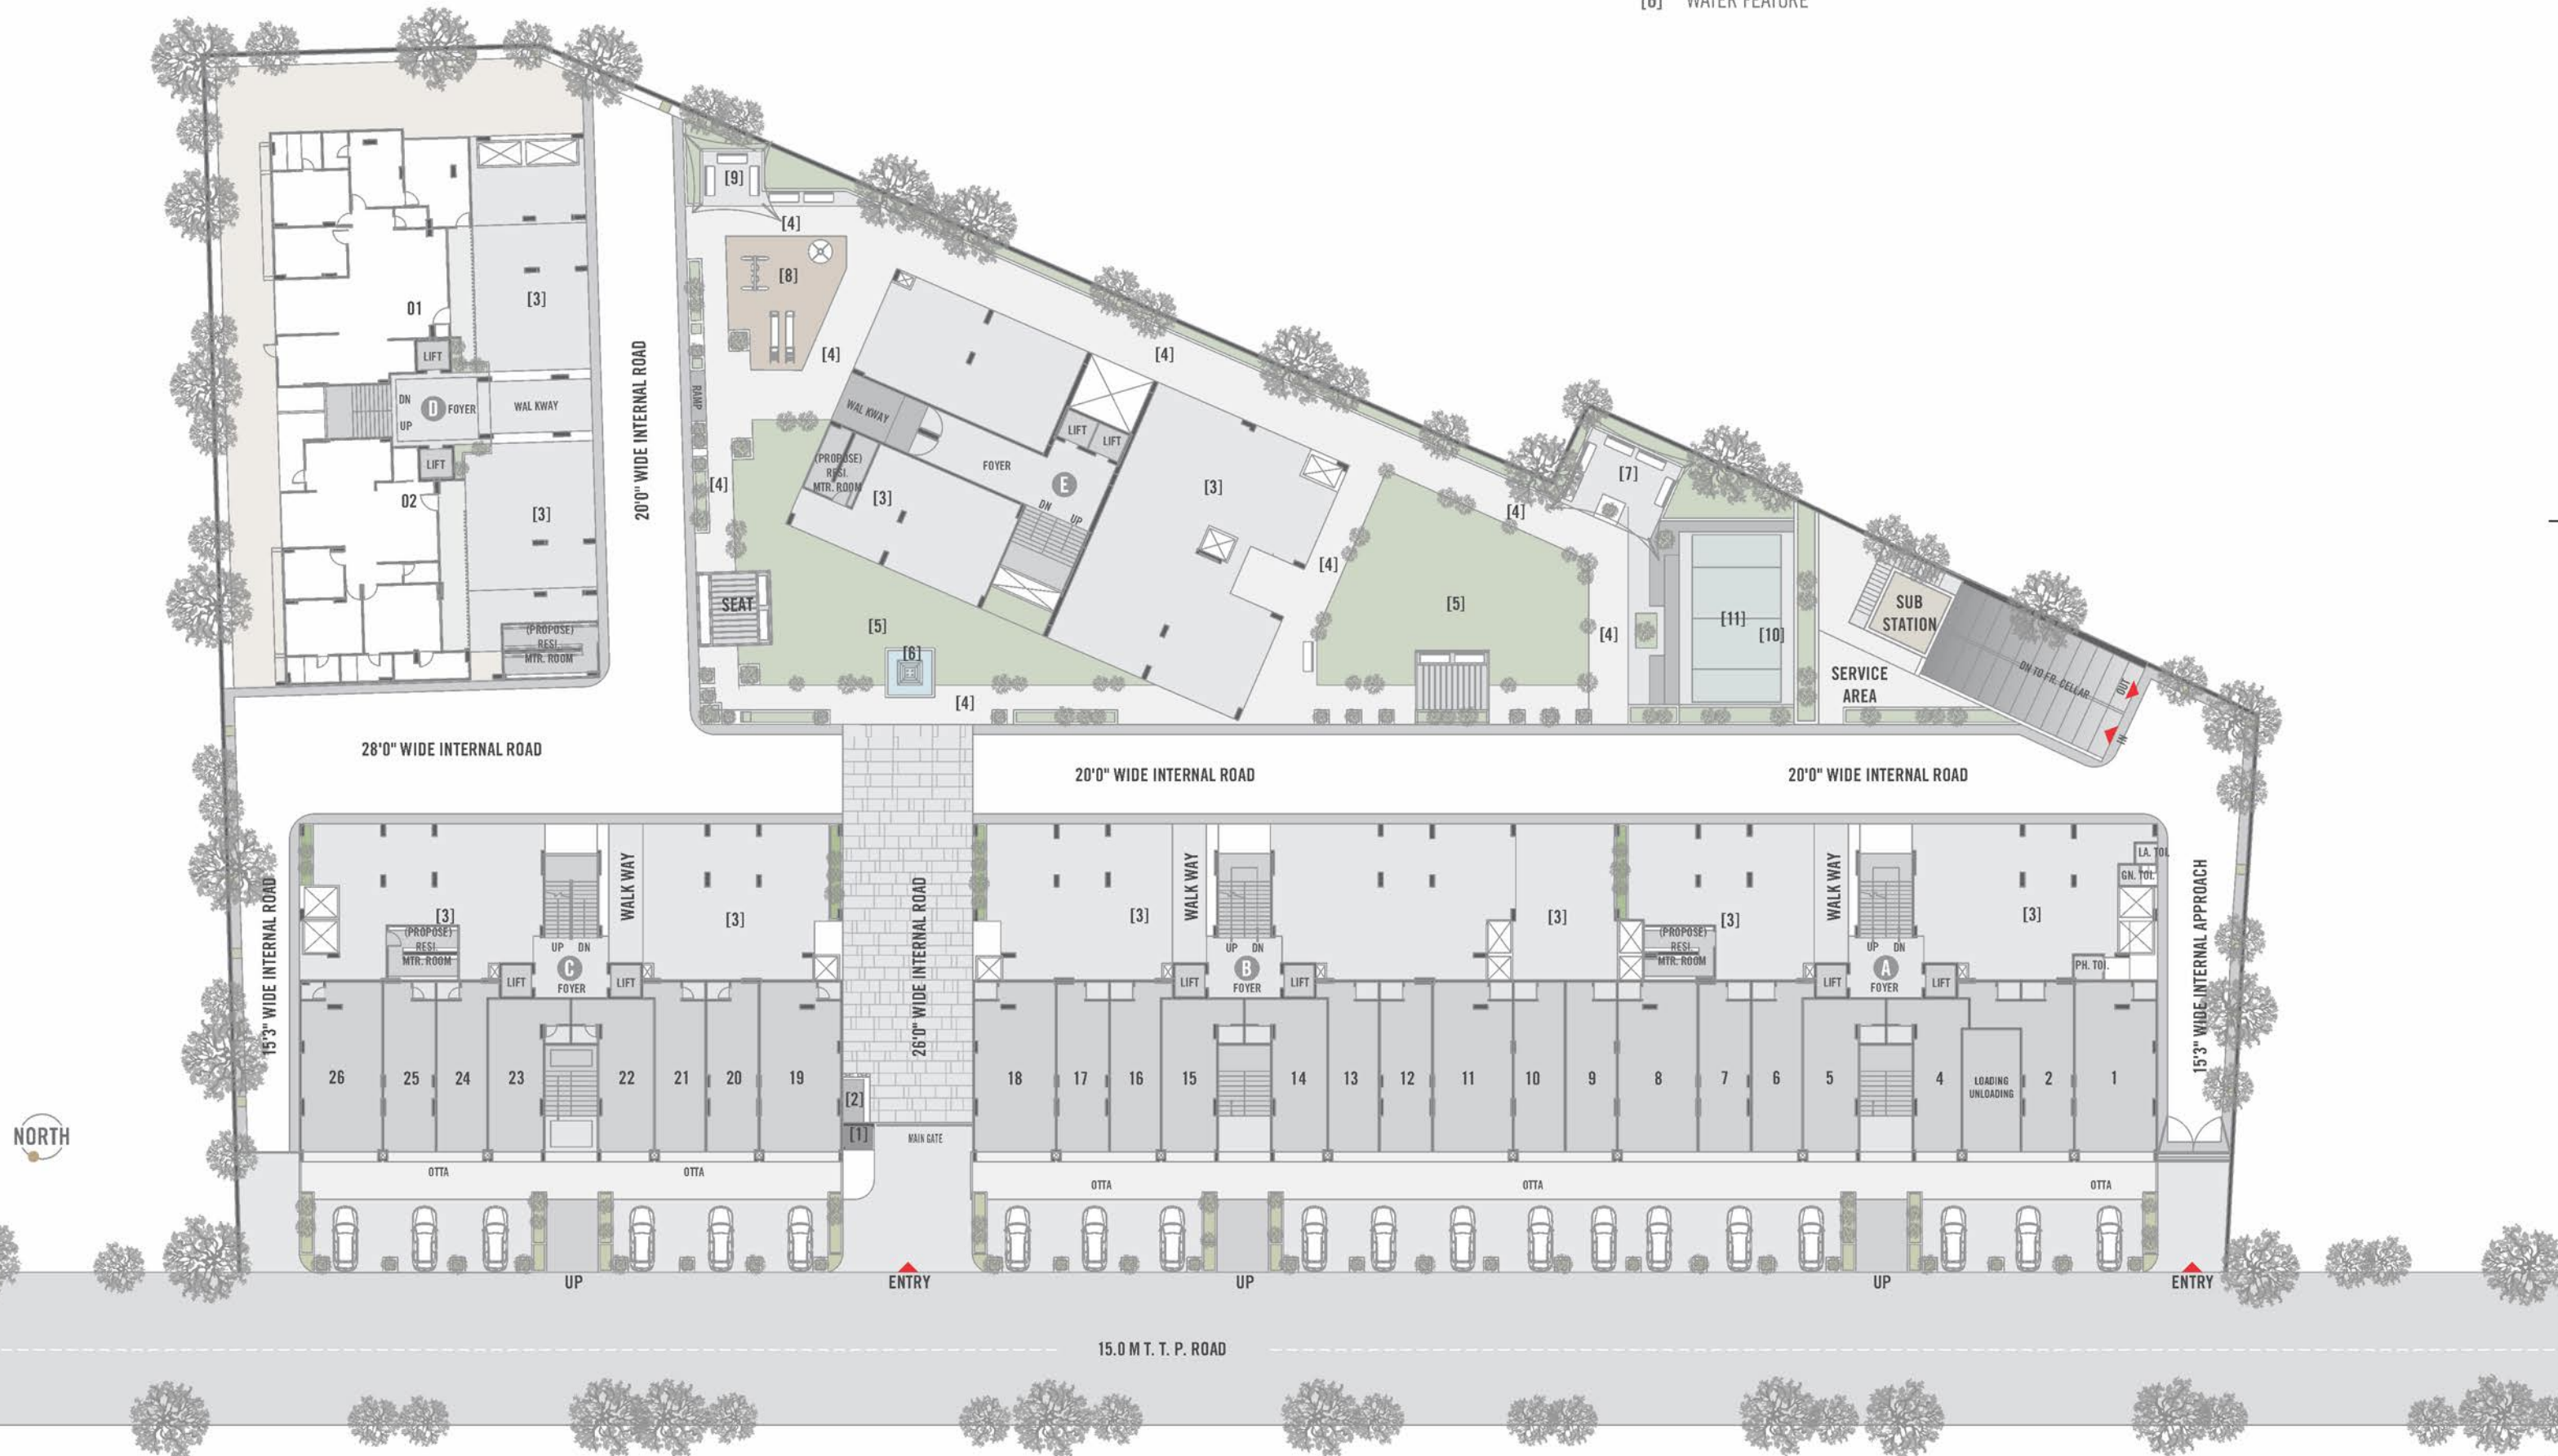 [6] WATER FEATURE
[9]
[4]
[8]
01
[3]
LIFT
[4]
[4]
20'0" WIDE INTERNAL ROAD
RAMP
DN
D
FOYER
UP
WAL KWAY
WAL KWAY
LIFT
LIFT
FOYER
E
DN
UP
(PROPOSE)
RESI.
MTR. ROOM
[3]
[3]
LIFT
02
[3]
[4]
[7]
[4]
[4]
SEAT
[5]
[5]
[6]
[4]
[4]
[11]
[10]
SUB
STATION
(PROPOSE)
RESI.
MTR. ROOM
SERVICE
AREA
DN TO FR. CELLAR
OUT
IN
28'0" WIDE INTERNAL ROAD
20'0" WIDE INTERNAL ROAD
20'0" WIDE INTERNAL ROAD
15'3" WIDE INTERNAL ROAD
[3]
(PROPOSE)
RESI.
MTR. ROOM
WALK WAY
[3]
UP DN
C
FOYER
LIFT
LIFT
26'0" WIDE INTERNAL ROAD
[3]
WALK WAY
UP DN
B
FOYER
LIFT
LIFT
[3]
(PROPOSE)
RESI.
MTR. ROOM
[3]
WALK WAY
UP DN
A
FOYER
LIFT
LIFT
[3]
LA. TOI.
GN. TOI.
PH. TOI.
15'3" WIDE INTERNAL APPROACH
26 25 24 23 22 21 20 19
[2]
[1]
18 17 16 15 14 13 12 11 10 9 8 7 6 5 4
LOADING
UNLOADING
2 1
NORTH
MAIN GATE
OTTA
OTTA
OTTA
OTTA
OTTA
UP
ENTRY
UP
UP
ENTRY
15.0 M T. T. P. ROAD